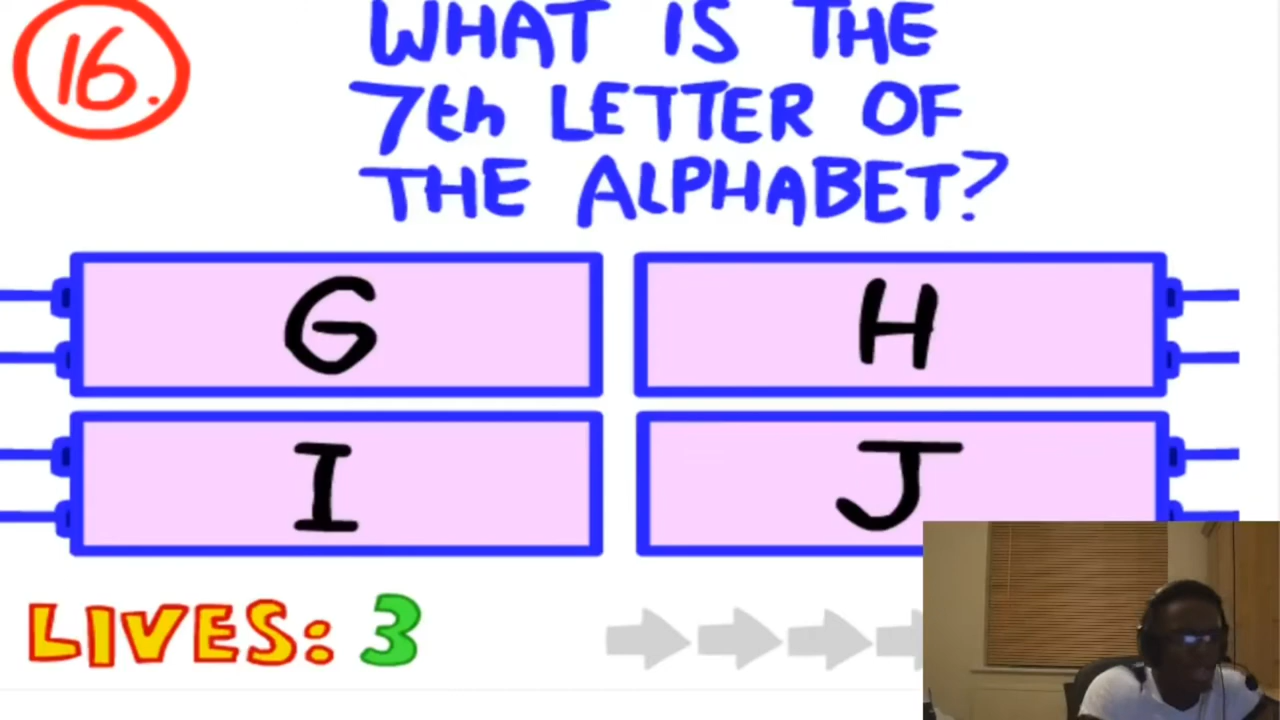 16.
WHAT IS THE
7th LETTER OF
THE ALPHABET?
G
H
I
J
LIVES: 3